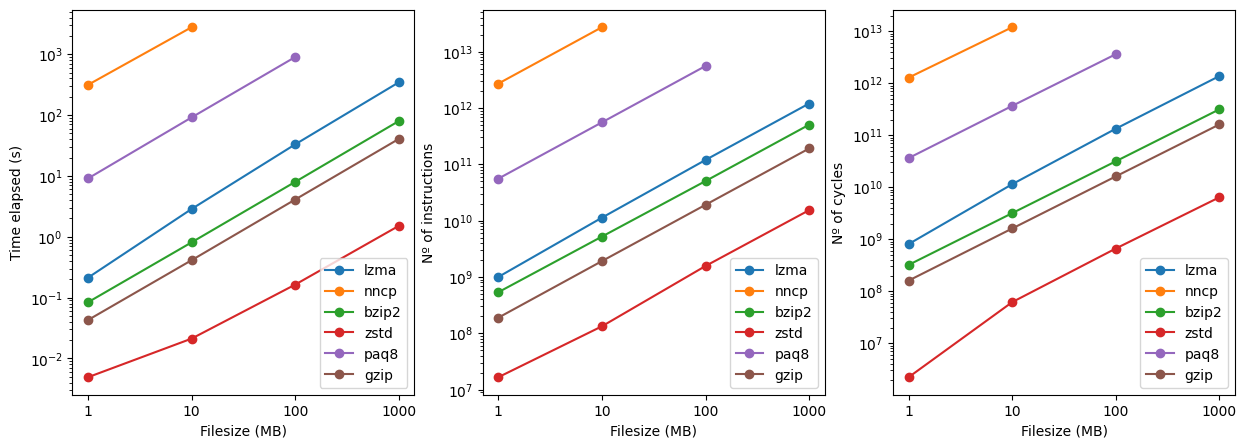 Time elapsed (s)
10³
10²
10¹
10⁰
10⁻¹
10⁻²
1 10 100 1000
Filesize (MB)
lzma
nncp
bzip2
zstd
paq8
gzip
Nº of instructions
10¹³
10¹²
10¹¹
10¹⁰
10⁹
10⁸
10⁷
1 10 100 1000
Filesize (MB)
lzma
nncp
bzip2
zstd
paq8
gzip
Nº of cycles
10¹³
10¹²
10¹¹
10¹⁰
10⁹
10⁸
10⁷
1 10 100 1000
Filesize (MB)
lzma
nncp
bzip2
zstd
paq8
gzip